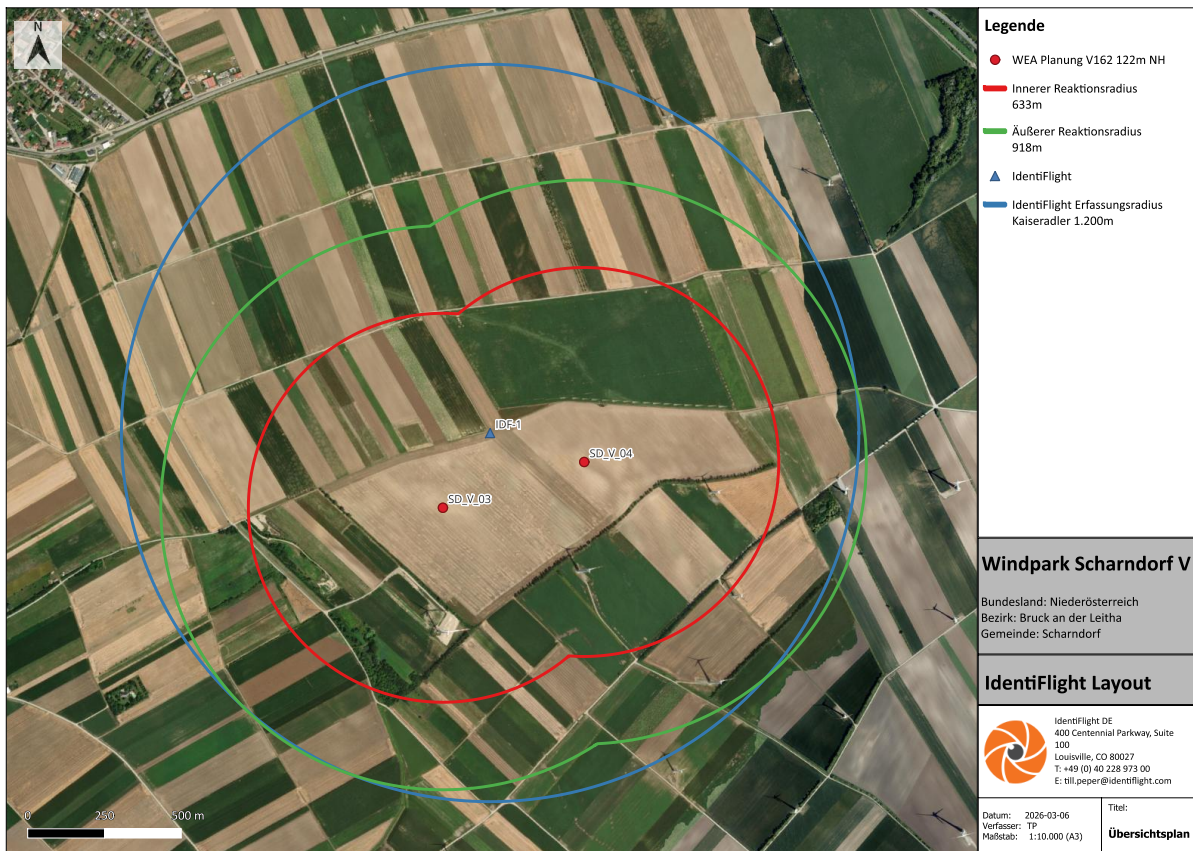 N
IDF-1
SD_V_04
SD_V_03
0 250 500 m
Legende
WEA Planung V162 122m NH
Innerer Reaktionsradius
633m
Äußerer Reaktionsradius
918m
IdentiFlight
IdentiFlight Erfassungsradius
Kaiseradler 1.200m
Windpark Scharndorf V
Bundesland: Niederösterreich
Bezirk: Bruck an der Leitha
Gemeinde: Scharndorf
IdentiFlight Layout
IdentiFlight DE
400 Centennial Parkway, Suite
100
Louisville, CO 80027
T: +49 (0) 40 228 973 00
E: till.peper@identiflight.com
Datum: 2026-03-06
Verfasser: TP
Maßstab: 1:10.000 (A3)
Titel:
Übersichtsplan